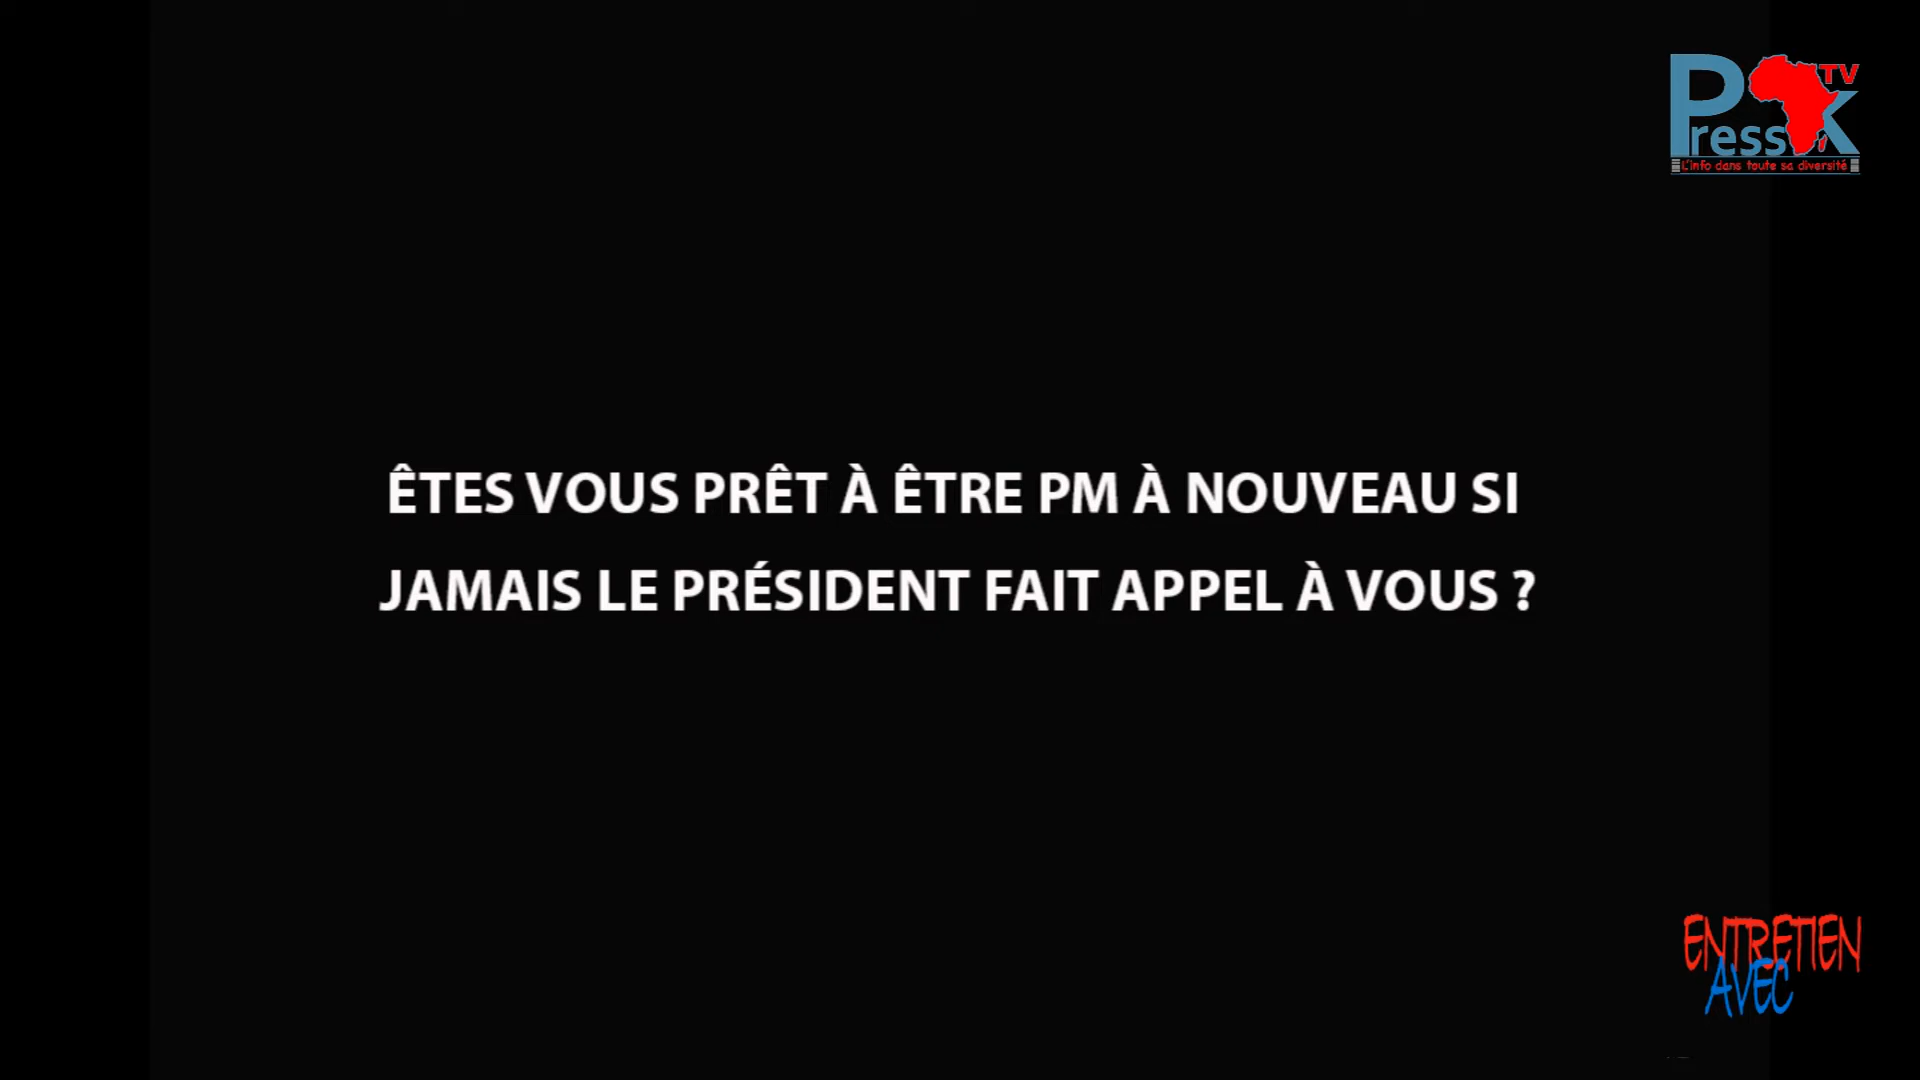 TV
Press K
L'info dans toute sa diversité
ÊTES VOUS PRÊT À ÊTRE PM À NOUVEAU SI
JAMAIS LE PRÉSIDENT FAIT APPEL À VOUS ?
ENTRETIEN
AVEC